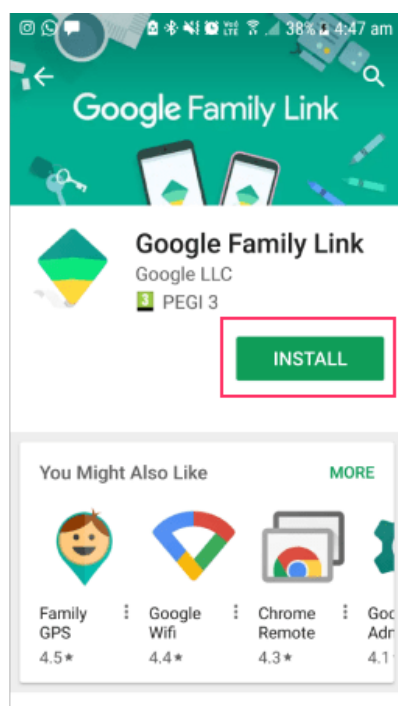 38% 4:47 am
Google Family Link
Google Family Link
Google LLC
3 PEGI 3
INSTALL
You Might Also Like MORE
Family Google Chrome Goo
GPS Wifi Remote Adr
4.5★ 4.4★ 4.3★ 4.1